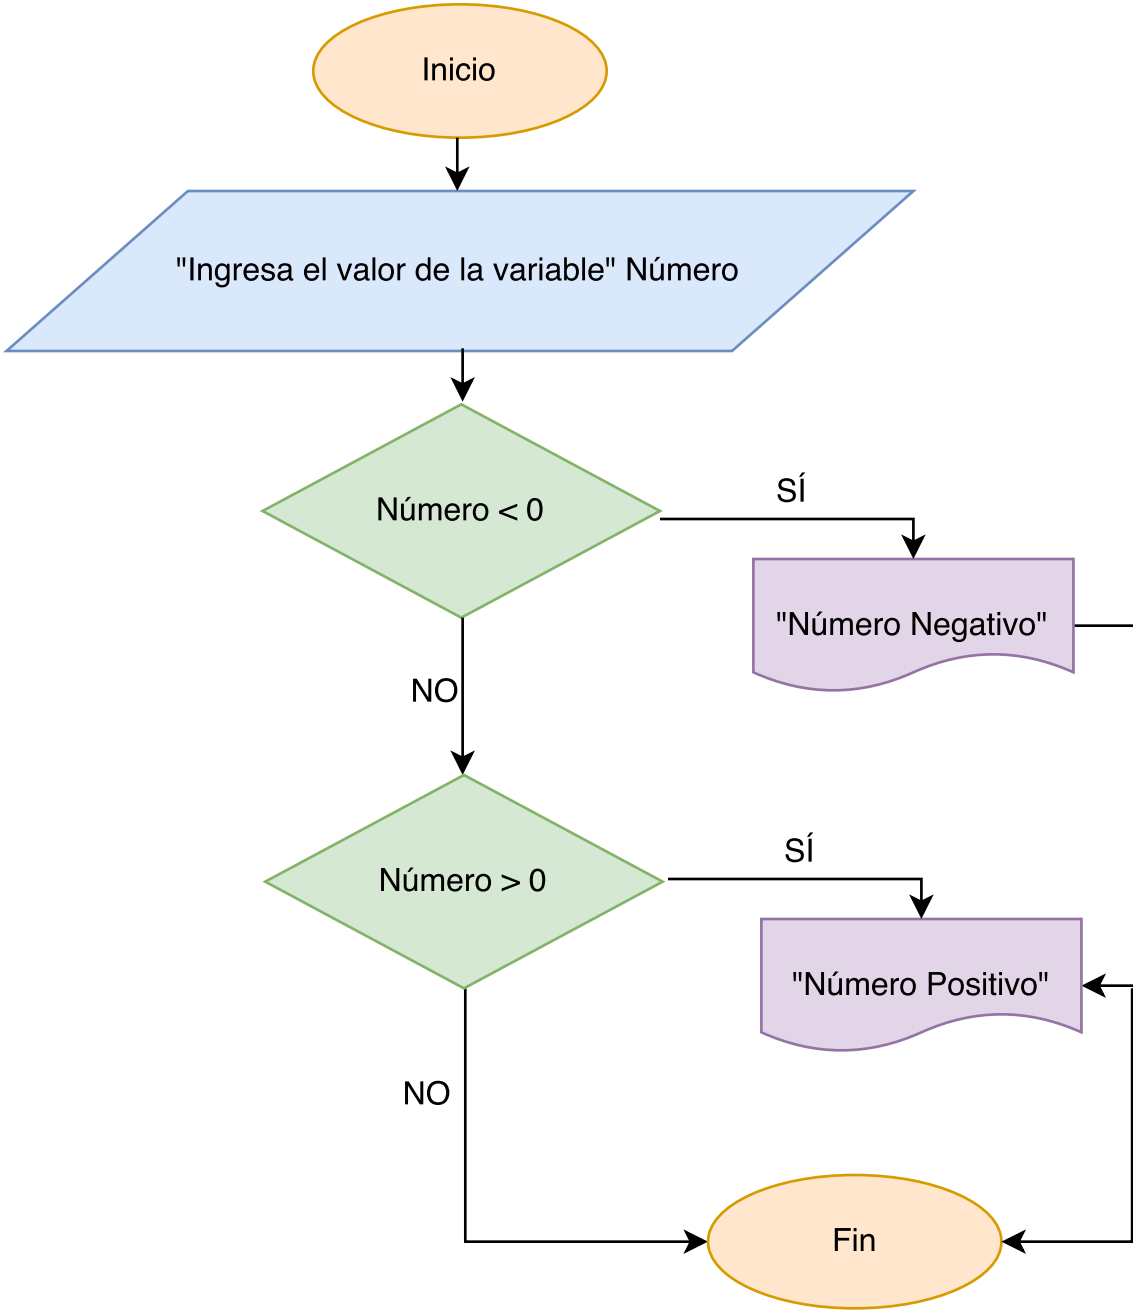 Inicio
"Ingresa el valor de la variable" Número
Número < 0
SÍ
"Número Negativo"
NO
Número > 0
SÍ
"Número Positivo"
NO
Fin